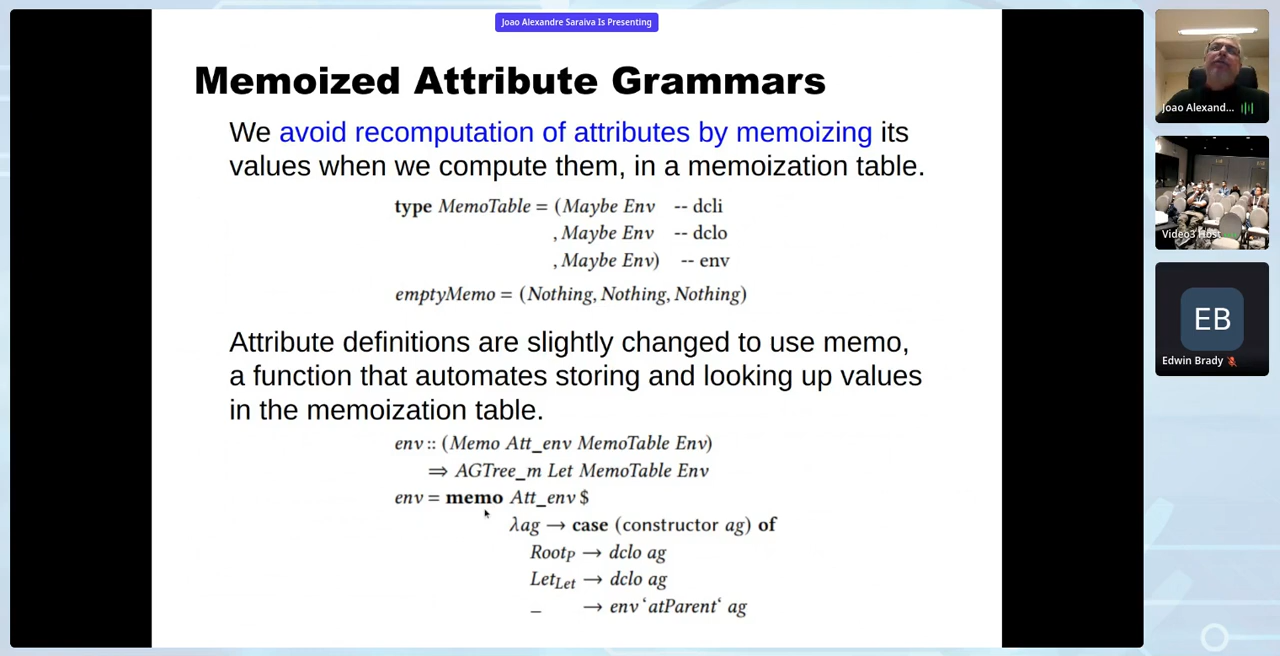 Joao Alexandre Saraiva Is Presenting
Memoized Attribute Grammars
We avoid recomputation of attributes by memoizing its
values when we compute them, in a memoization table.
type MemoTable = (Maybe Env -- dcli
, Maybe Env -- dclo
, Maybe Env) -- env
emptyMemo = (Nothing, Nothing, Nothing)
Attribute definitions are slightly changed to use memo,
a function that automates storing and looking up values
in the memoization table.
env :: (Memo Att_env MemoTable Env)
⇒ AGTree_m Let MemoTable Env
env = memo Att_env $
λag → case (constructor ag) of
Root_P → dclo ag
Let_Let → dclo ag
_ → env ‘atParent‘ ag
Joao Alexand...
Video3 Host
EB
Edwin Brady